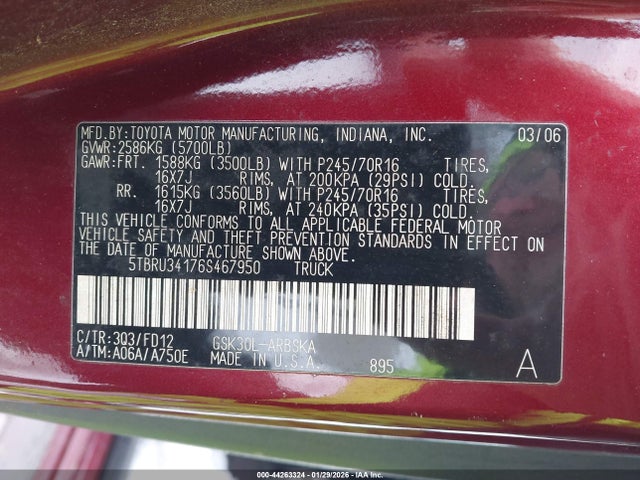 MFD.BY:TOYOTA MOTOR MANUFACTURING, INDIANA, INC. 03/06
GVWR:2586KG (5700LB)
GAWR:FRT. 1588KG (3500LB) WITH P245/70R16 TIRES,
16X7J RIMS, AT 200KPA (29PSI) COLD.
RR. 1615KG (3560LB) WITH P245/70R16 TIRES,
16X7J RIMS, AT 240KPA (35PSI) COLD.
THIS VEHICLE CONFORMS TO ALL APPLICABLE FEDERAL MOTOR
VEHICLE SAFETY AND THEFT PREVENTION STANDARDS IN EFFECT ON
THE DATE OF MANUFACTURE SHOWN ABOVE.
5TBRU34176S467950 TRUCK
C/TR:3Q3/FD12 GSK30L-ARBSKA
A/TM:A06A/A750E MADE IN U.S.A. 895 A
000-44263324 - 01/29/2026 - IAAI.COM